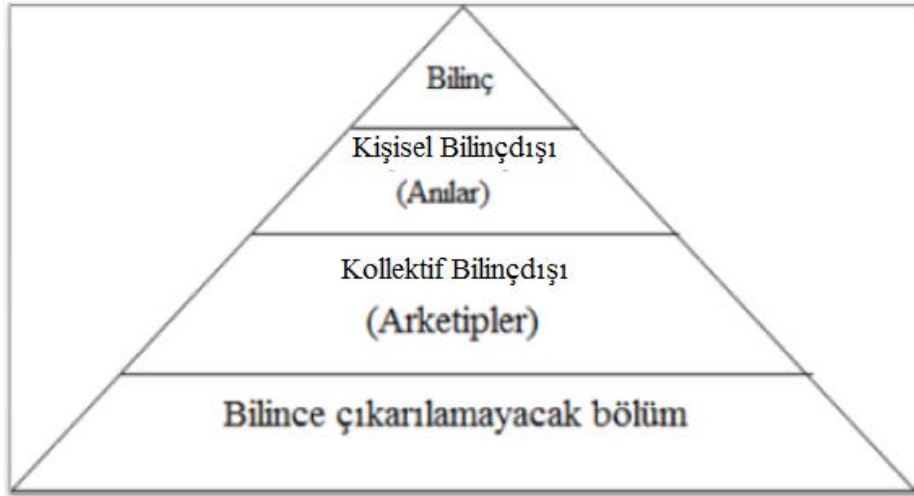 Bilinç
Kişisel Bilinçdışı
(Anılar)
Kollektif Bilinçdışı
(Arketipler)
Bilince çıkarılamayacak bölüm